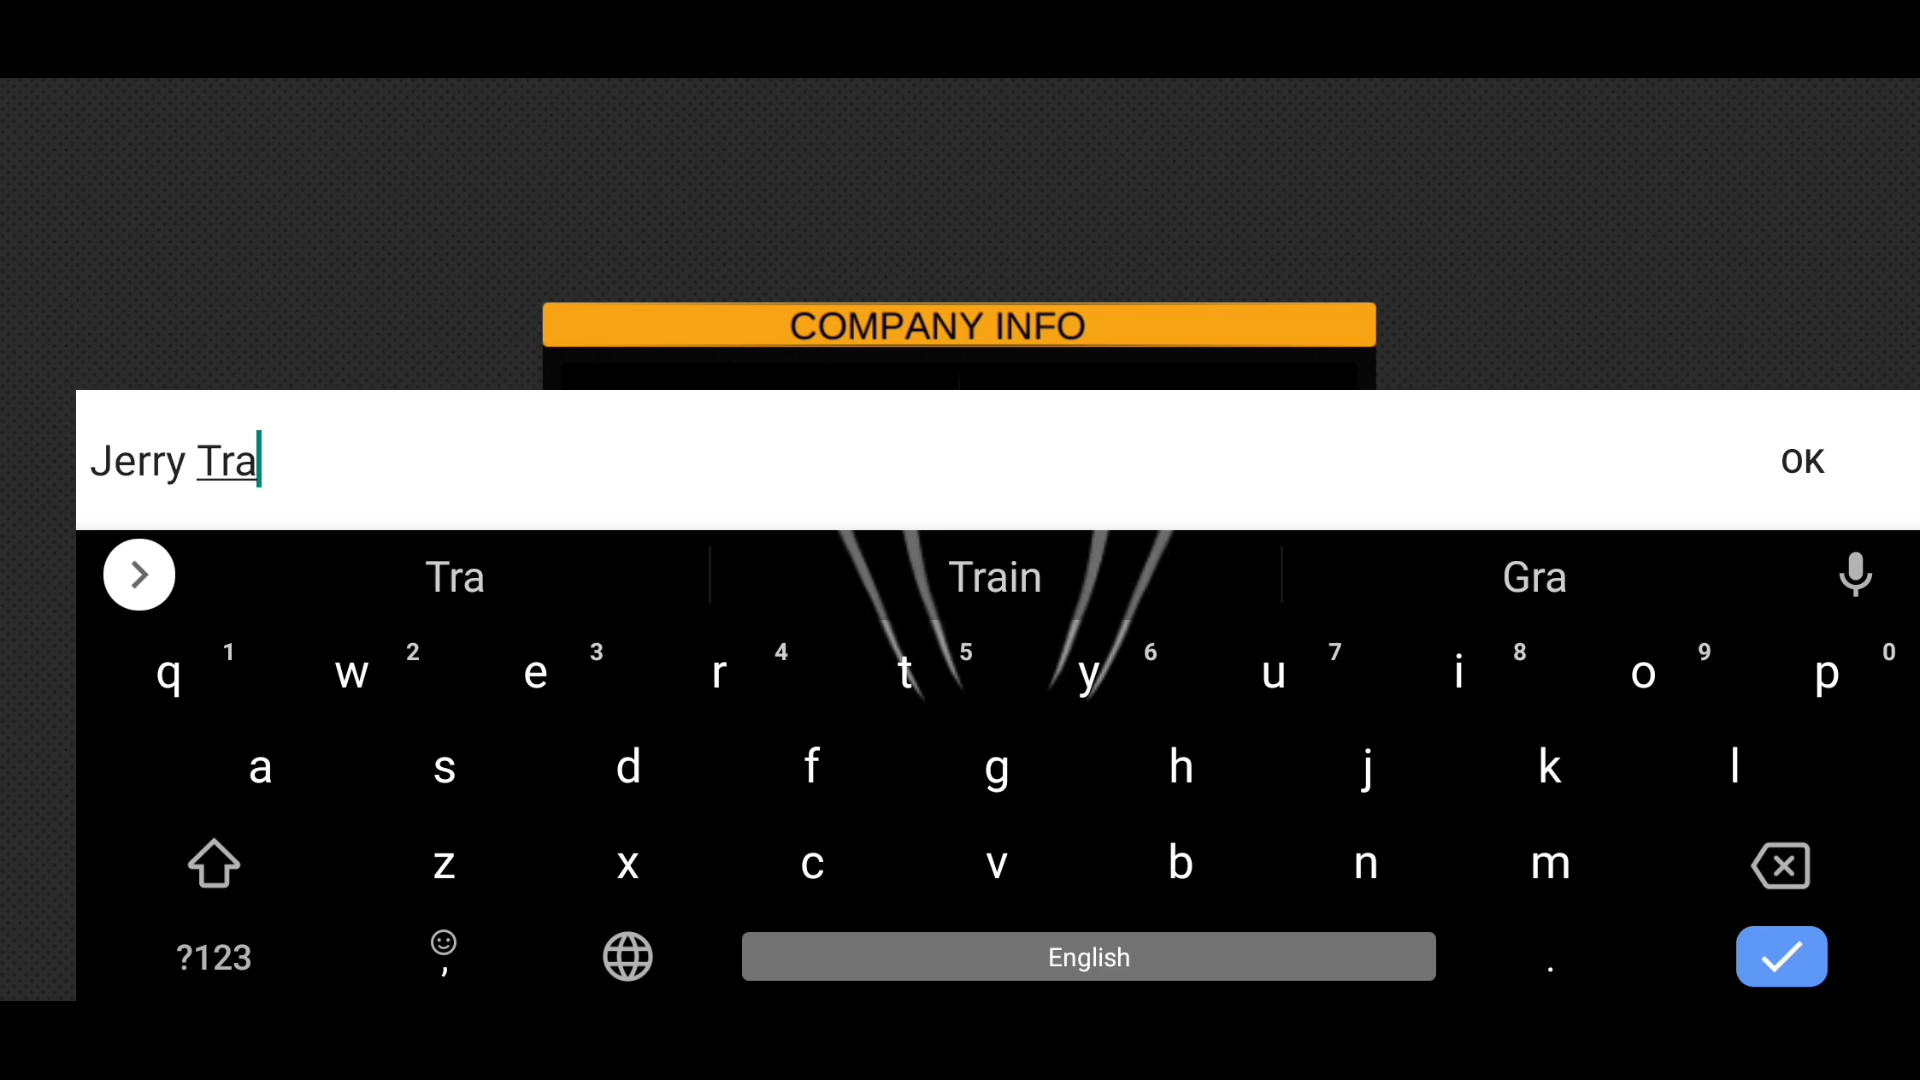 COMPANY INFO
Jerry Tra
OK
Tra Train Gra
q 1 w 2 e 3 r 4 t 5 y 6 u 7 i 8 o 9 p 0
a s d f g h j k l
z x c v b n m
?123 , English .